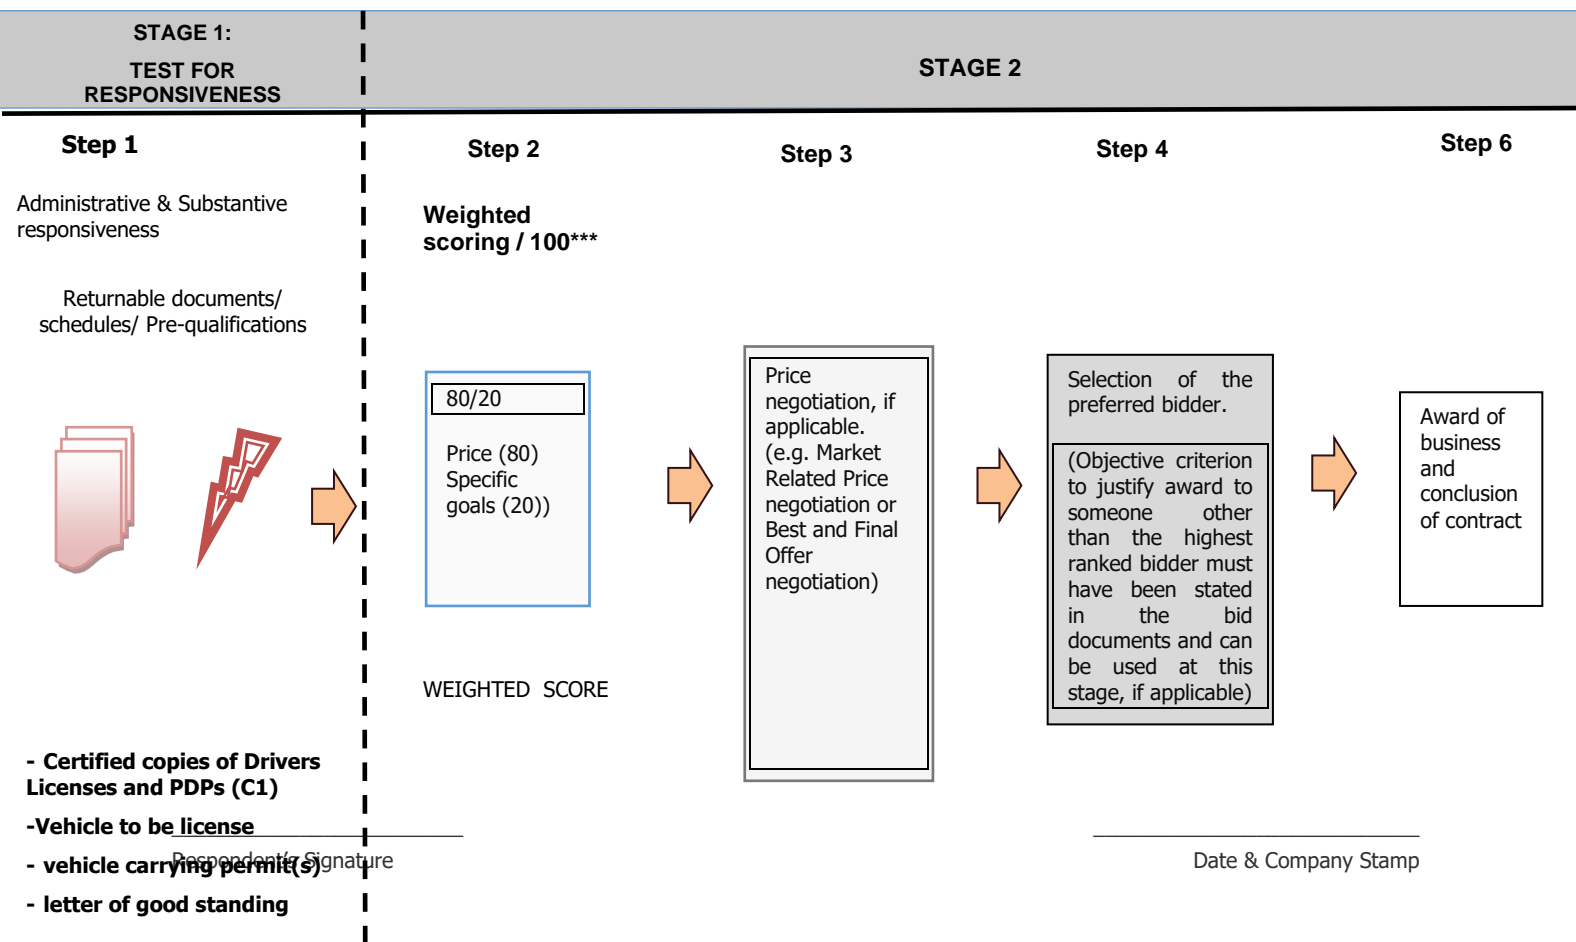 STAGE 1:
TEST FOR
RESPONSIVENESS
STAGE 2
Step 1
Step 2
Step 3
Step 4
Step 6
Administrative & Substantive
responsiveness
Returnable documents/
schedules/ Pre-qualifications
Weighted
scoring / 100***
80/20
Price (80)
Specific
goals (20))
WEIGHTED SCORE
Price
negotiation, if
applicable.
(e.g. Market
Related Price
negotiation or
Best and Final
Offer
negotiation)
Selection of the
preferred bidder.
(Objective criterion
to justify award to
someone other
than the highest
ranked bidder must
have been stated
in the bid
documents and can
be used at this
stage, if applicable)
Award of
business
and
conclusion
of contract
- Certified copies of Drivers
Licenses and PDPs (C1)
-Vehicle to be license
- vehicle carrying permit(s)
- letter of good standing
Respondent's Signature
Date & Company Stamp